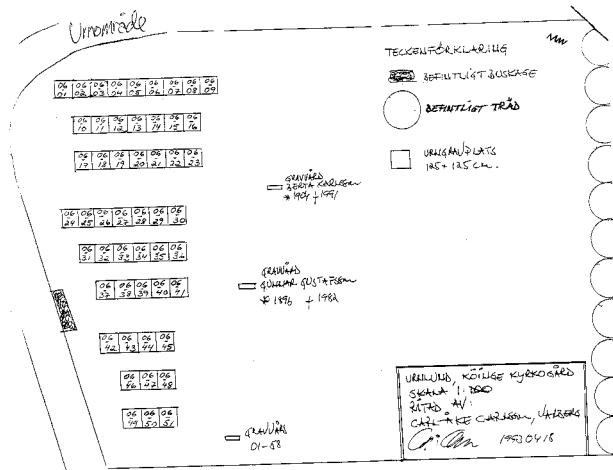 Urnområde
TECKENFÖRKLARING
BEFINTLIGT BUSKAGE
BEFINTLIGT TRÄD
URNGRAVPLATS
125 × 125 cm.
06 06 06 06 06 06 06 06 06
01 02 03 04 05 06 07 08 09
06 06 06 06 06 06 06
10 11 12 13 14 15 16
06 06 06 06 06 06 06
17 18 19 20 21 22 23
GRAVVÅRD
BERTA KARLSSON
* 1904 † 1991
06 06 06 06 06 06 06
24 25 26 27 28 29 30
06 06 06 06 06 06
31 32 33 34 35 36
GRAVVÅRD
GUNNAR GUSTAFSSON
* 1896 † 1982
06 06 06 06 06
37 38 39 40 41
06 06 06 06
42 43 44 45
06 06 06
46 47 48
06 06 06
49 50 51
GRAVVÅRD
01-58
URNLUND, KÖINGE KYRKOGÅRD
SKALA 1:
RITAD AV:
CARL-ÅKE CARLSSON, VARBERG
1993 04 18